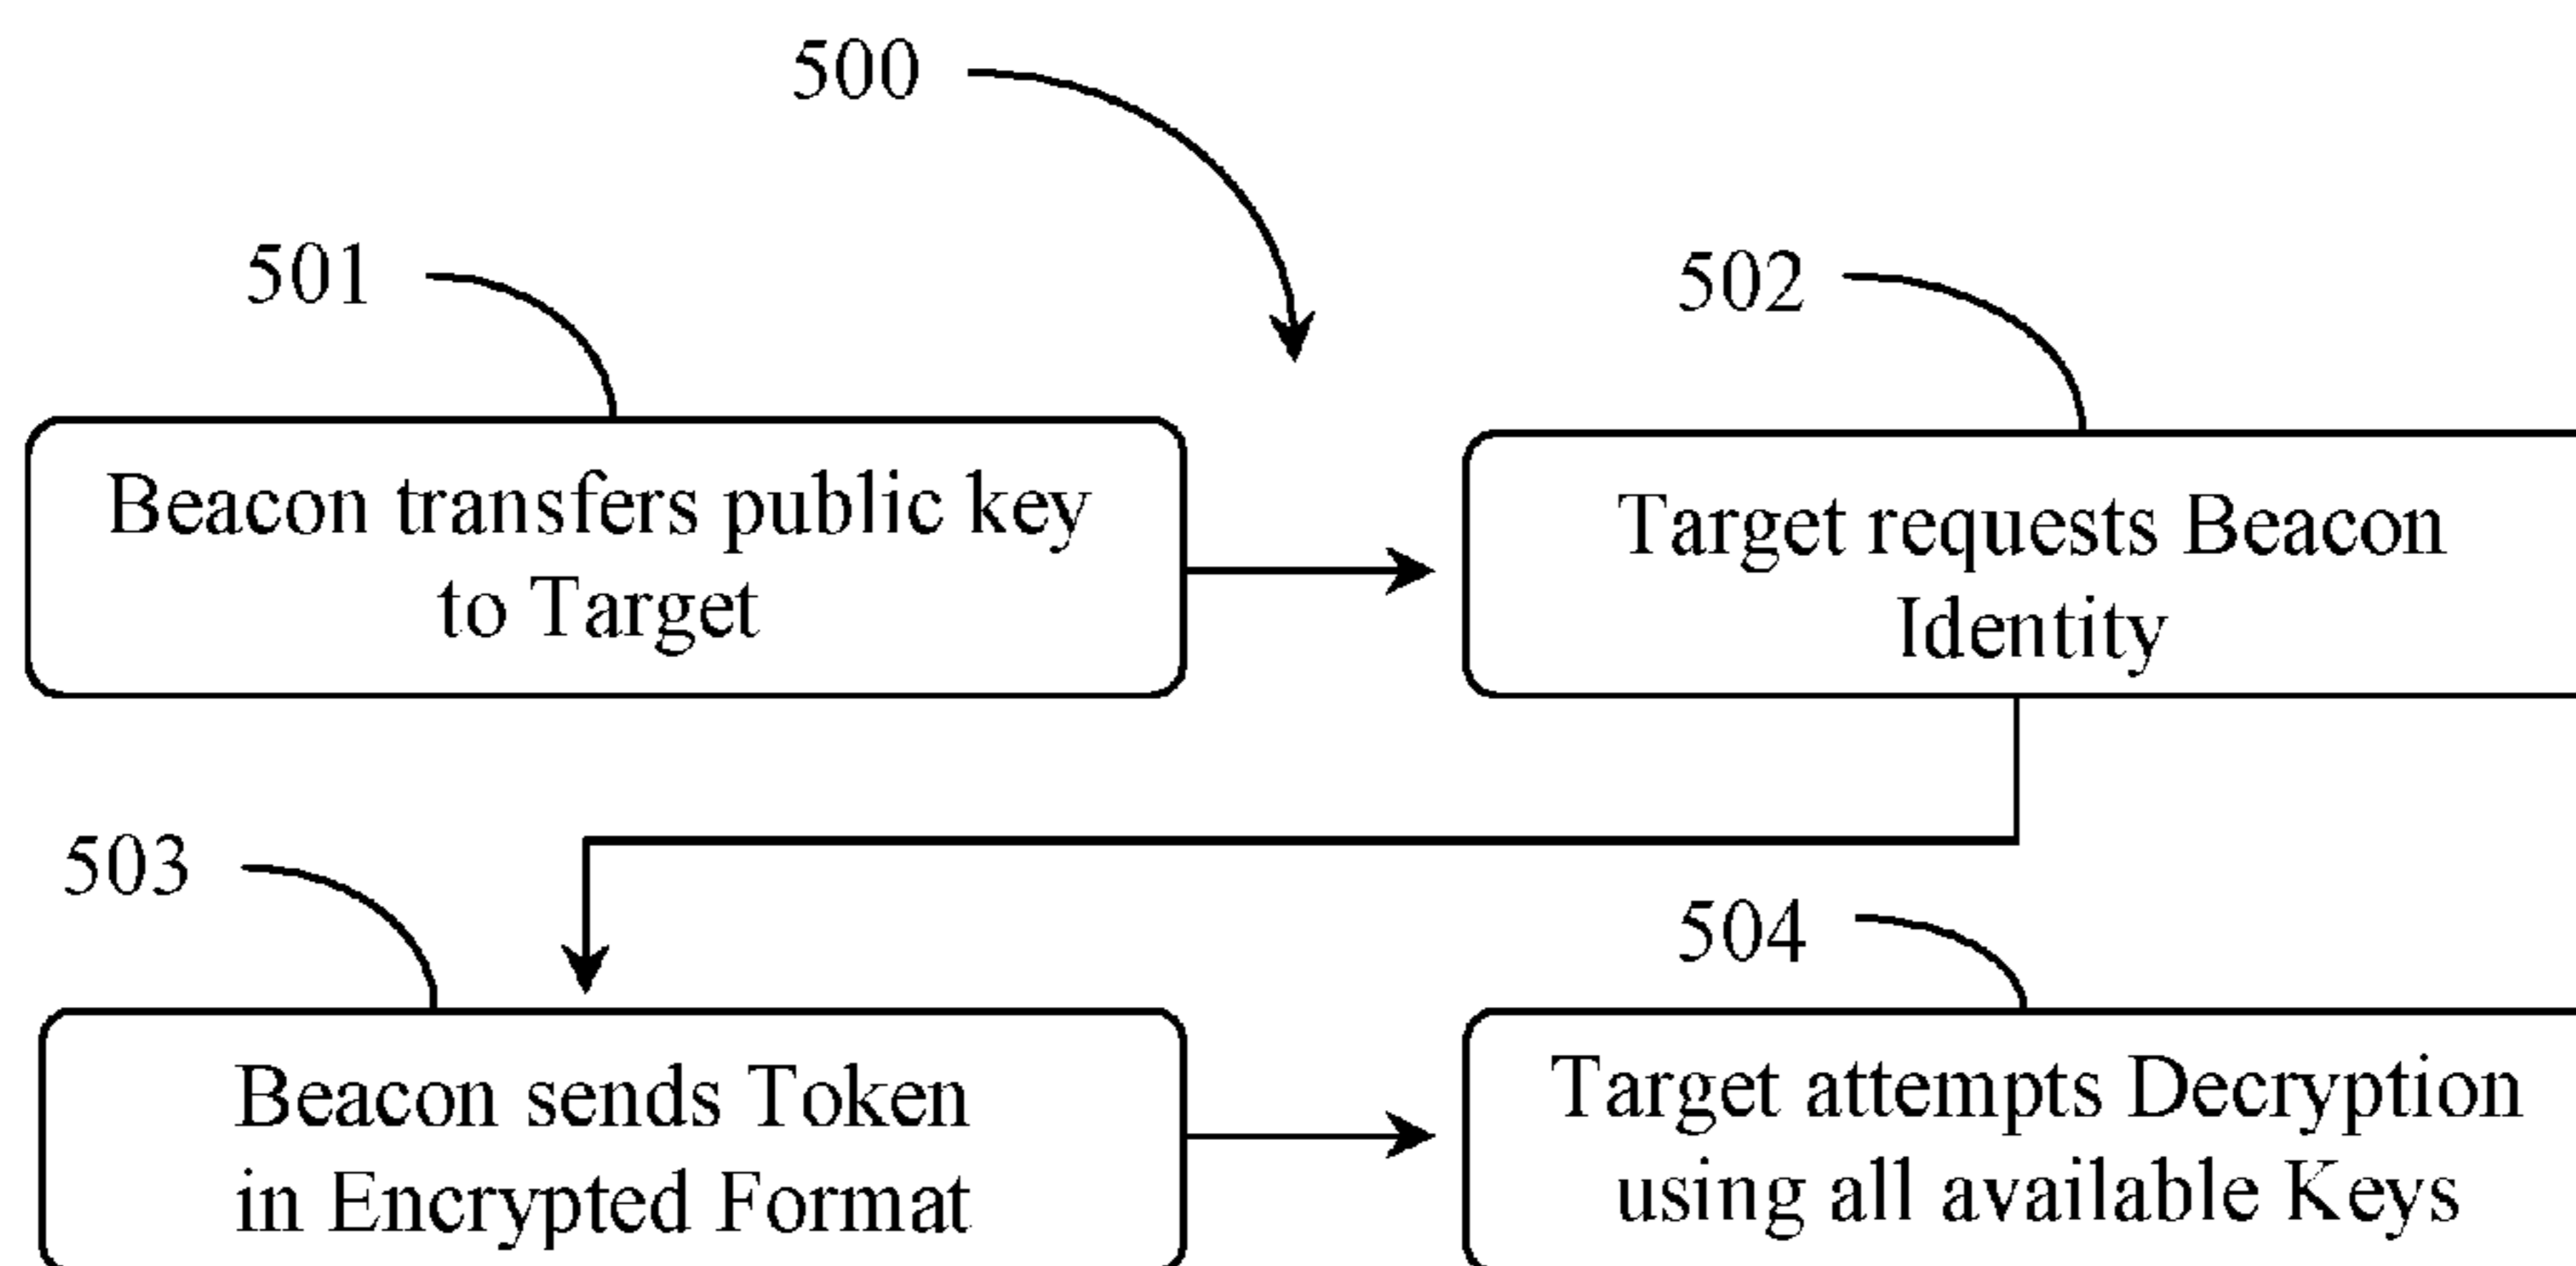 500
501
502
Beacon transfers public key
to Target
Target requests Beacon
Identity
503
504
Beacon sends Token
in Encrypted Format
Target attempts Decryption
using all available Keys